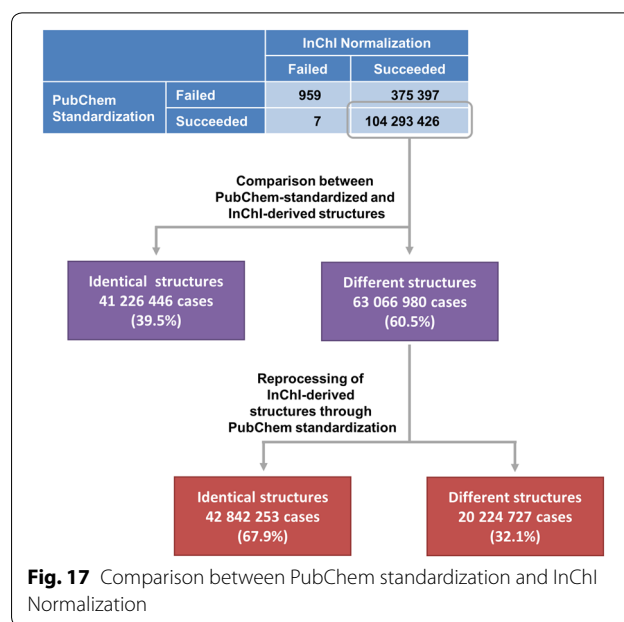 InChI Normalization
Failed Succeeded
PubChem Standardization Failed 959 375 397
Succeeded 7 104 293 426
Comparison between
PubChem-standardized and
InChI-derived structures
Identical structures
41 226 446 cases
(39.5%)
Different structures
63 066 980 cases
(60.5%)
Reprocessing of
InChI-derived
structures through
PubChem standardization
Identical structures
42 842 253 cases
(67.9%)
Different structures
20 224 727 cases
(32.1%)
Fig. 17 Comparison between PubChem standardization and InChI
Normalization